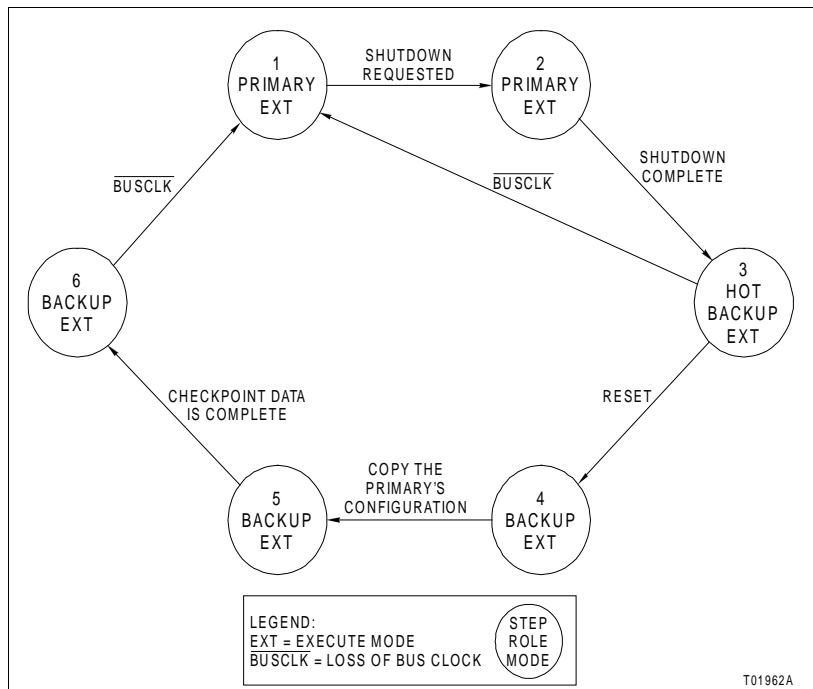 1
PRIMARY
EXT
SHUTDOWN
REQUESTED
2
PRIMARY
EXT
SHUTDOWN
COMPLETE
BUSCLK
BUSCLK
6
BACKUP
EXT
3
HOT
BACKUP
EXT
RESET
CHECKPOINT DATA
IS COMPLETE
COPY THE
PRIMARY'S
CONFIGURATION
5
BACKUP
EXT
4
BACKUP
EXT
LEGEND:
EXT = EXECUTE MODE
BUSCLK = LOSS OF BUS CLOCK
STEP
ROLE
MODE
T01962A